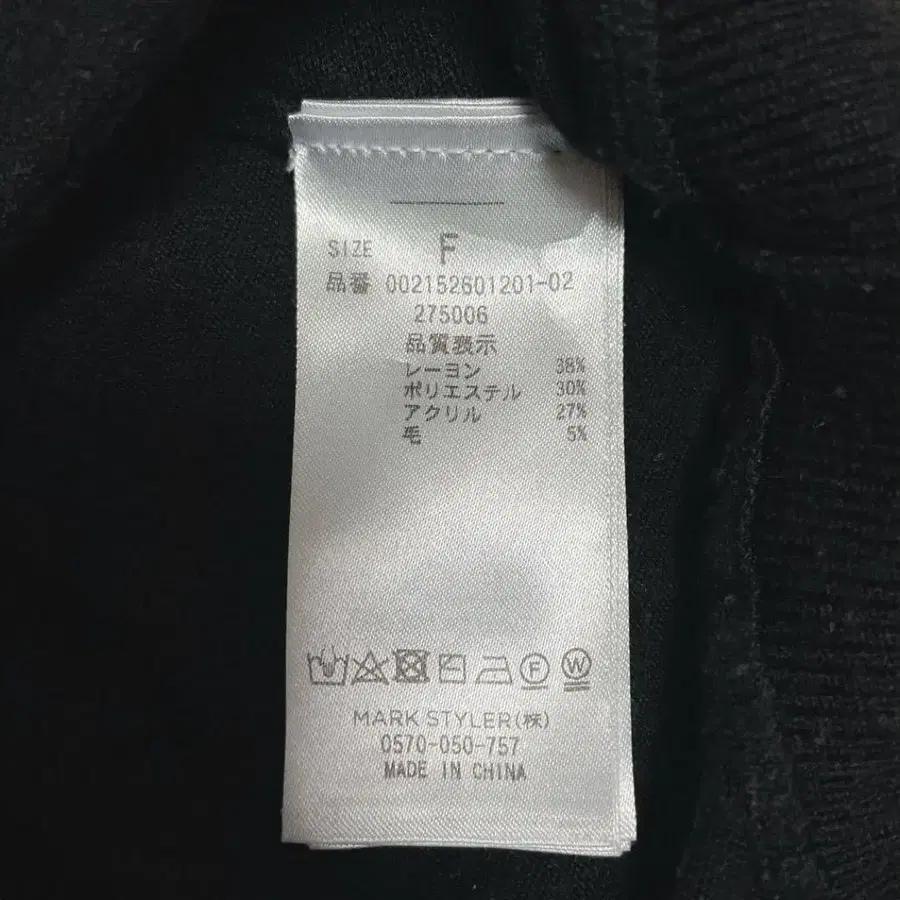 SIZE F
品番 002152601201-02
275006
品質表示
レーヨン 38%
ポリエステル 30%
アクリル 27%
毛 5%
F W
MARK STYLER(株)
0570-050-757
MADE IN CHINA